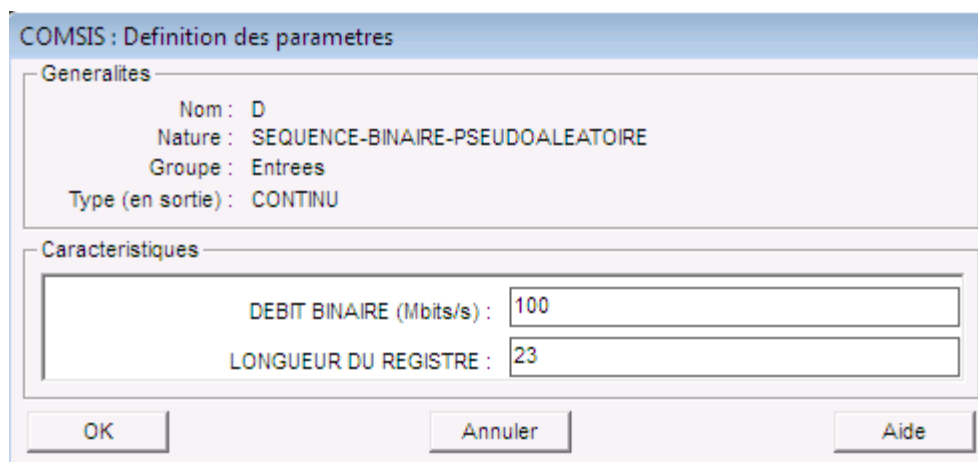 COMSIS : Definition des parametres
Generalites
Nom : D
Nature : SEQUENCE-BINAIRE-PSEUDOALEATOIRE
Groupe : Entrees
Type (en sortie) : CONTINU
Caracteristiques
DEBIT BINAIRE (Mbits/s) : 100
LONGUEUR DU REGISTRE : 23
OK Annuler Aide